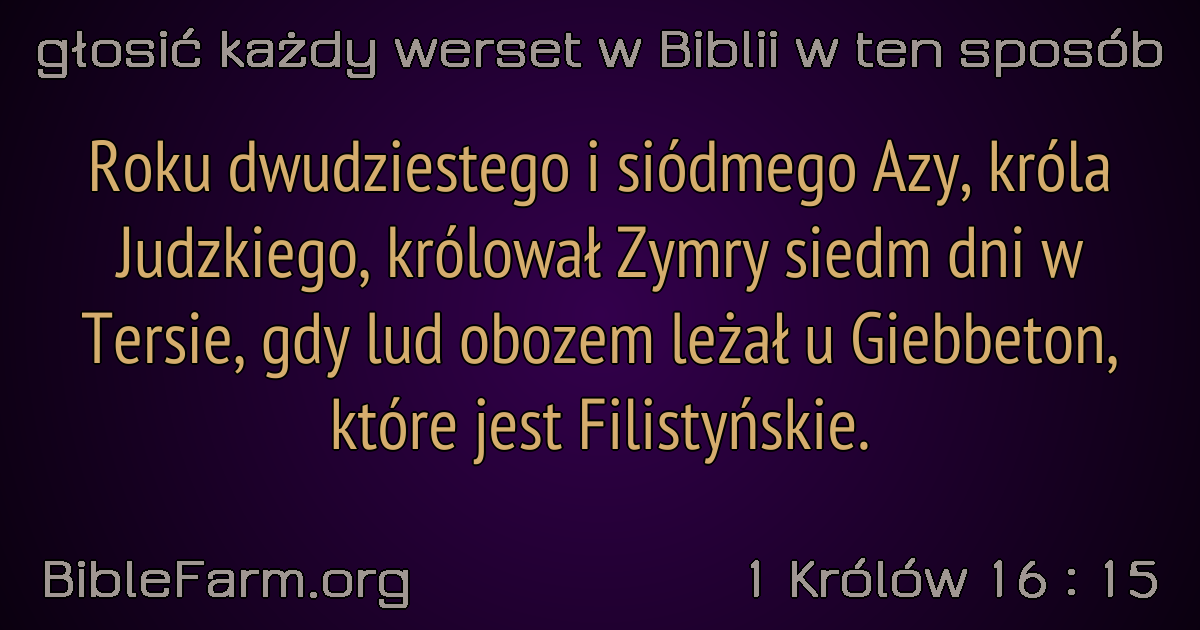 głosić każdy werset w Biblii w ten sposób
Roku dwudziestego i siódmego Azy, króla
Judzkiego, królował Zymry siedm dni w
Tersie, gdy lud obozem leżał u Giebbeton,
które jest Filistyńskie.
BibleFarm.org
1 Królów 16 : 15